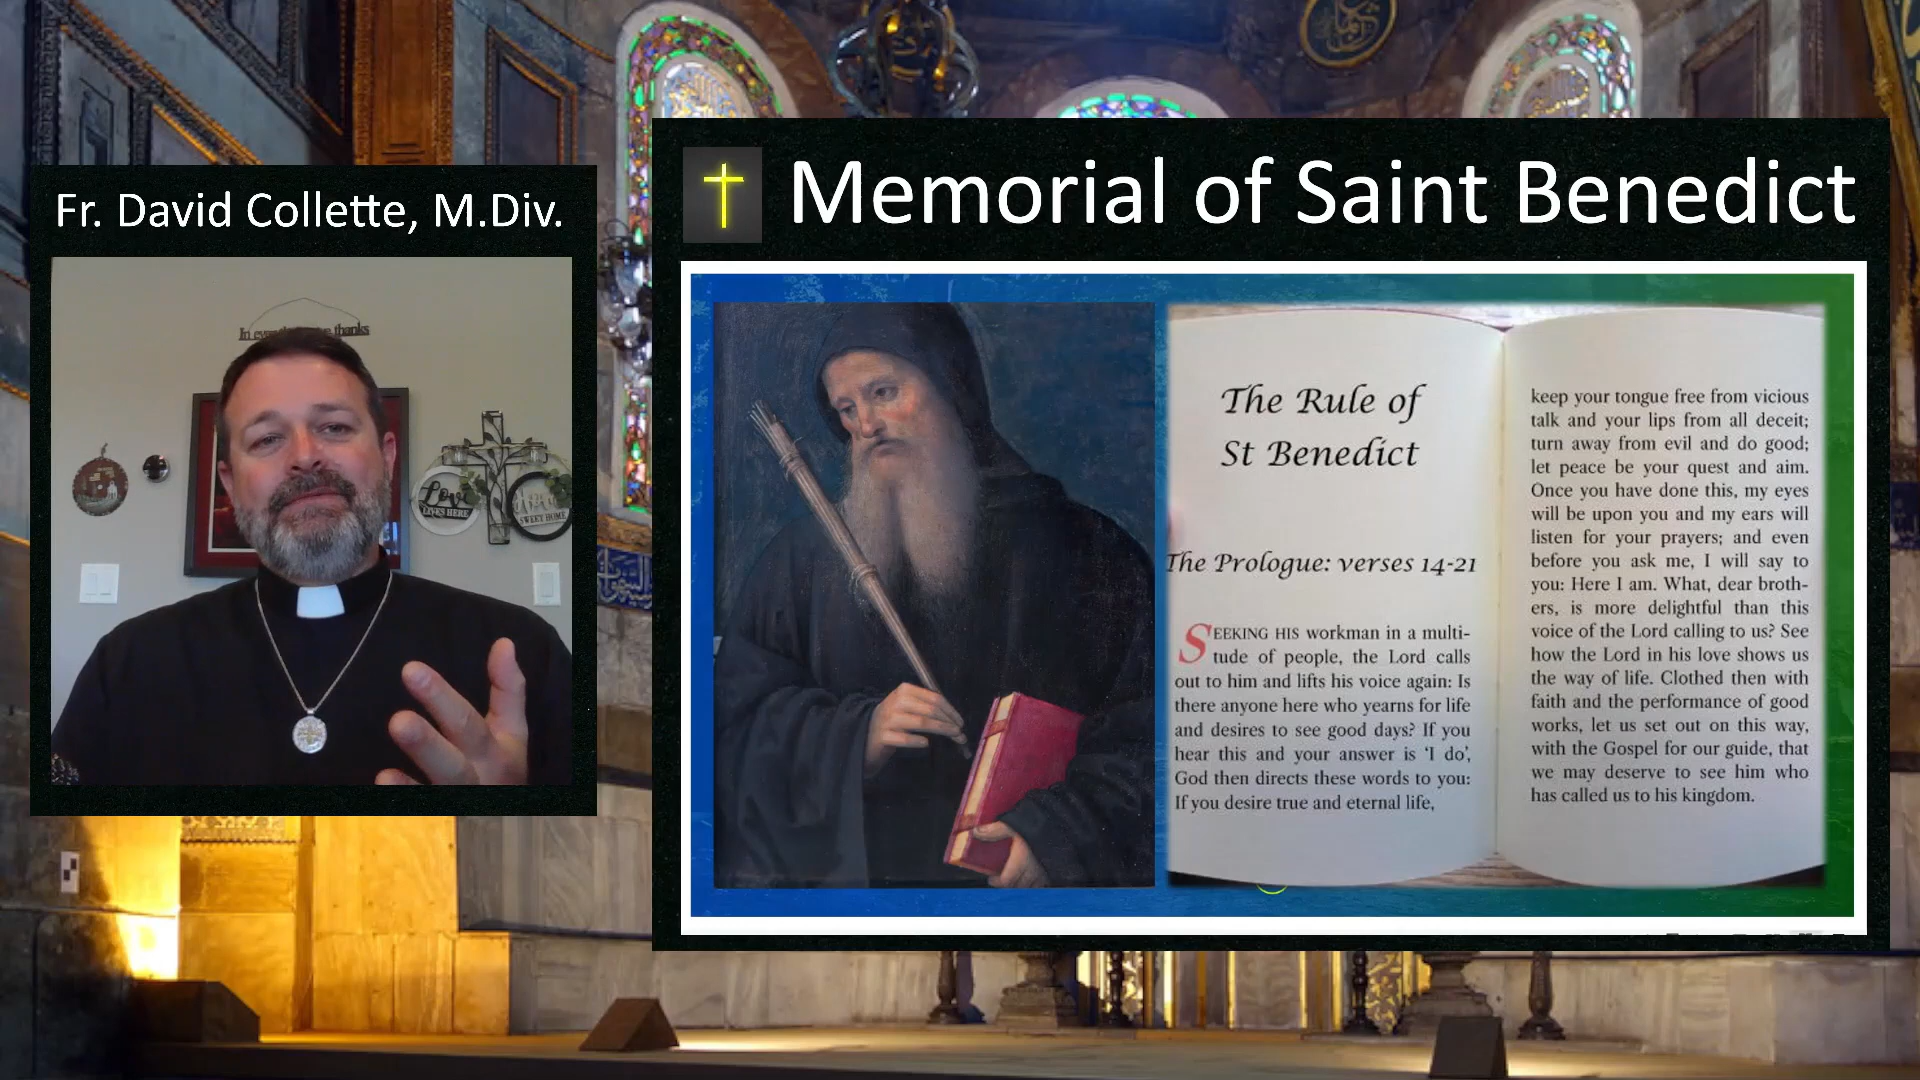 Fr. David Collette, M.Div.
In thanks
Love
LIVES HERE
SWEET HOME
Memorial of Saint Benedict
The Rule of
St Benedict
The Prologue: verses 14-21
SEEKING HIS workman in a multi-
tude of people, the Lord calls
out to him and lifts his voice again: Is
there anyone here who yearns for life
and desires to see good days? If you
hear this and your answer is ‘I do’,
God then directs these words to you:
If you desire true and eternal life,
keep your tongue free from vicious
talk and your lips from all deceit;
turn away from evil and do good;
let peace be your quest and aim.
Once you have done this, my eyes
will be upon you and my ears will
listen for your prayers; and even
before you ask me, I will say to
you: Here I am. What, dear broth-
ers, is more delightful than this
voice of the Lord calling to us? See
how the Lord in his love shows us
the way of life. Clothed then with
faith and the performance of good
works, let us set out on this way,
with the Gospel for our guide, that
we may deserve to see him who
has called us to his kingdom.